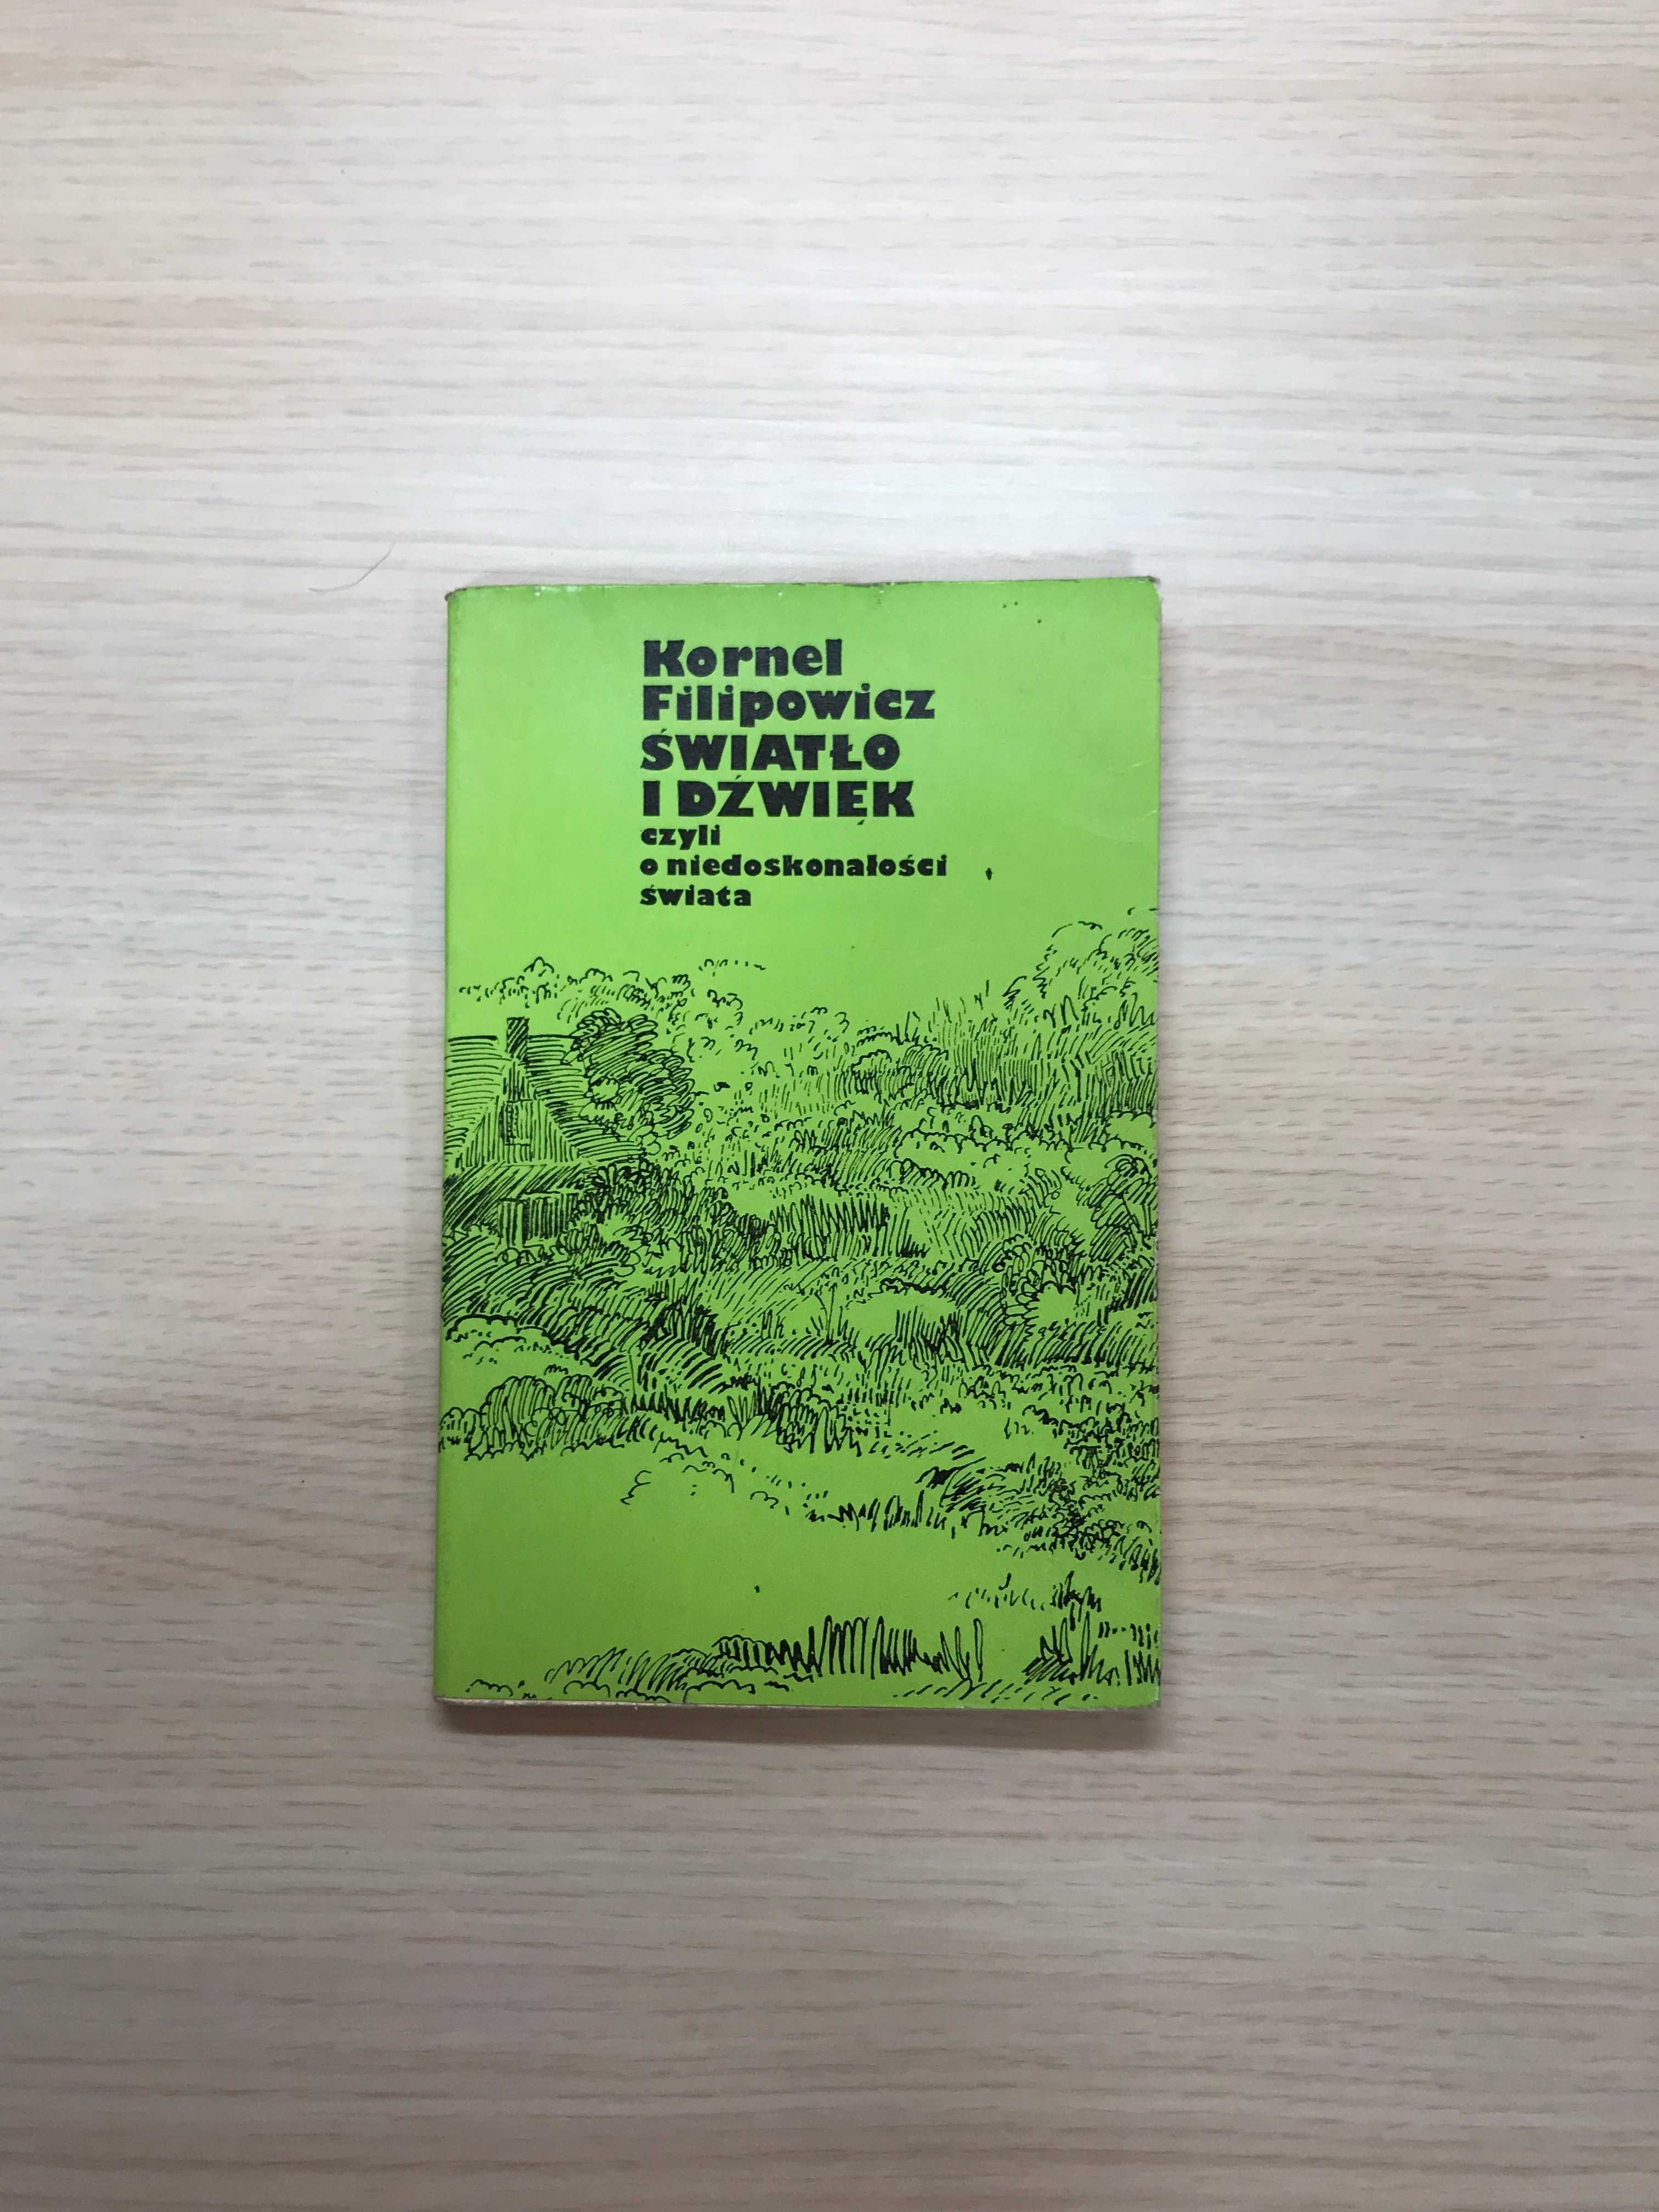 Kornel
Filipowicz
ŚWIATŁO
I DŹWIĘK
czyli
o niedoskonałości
świata